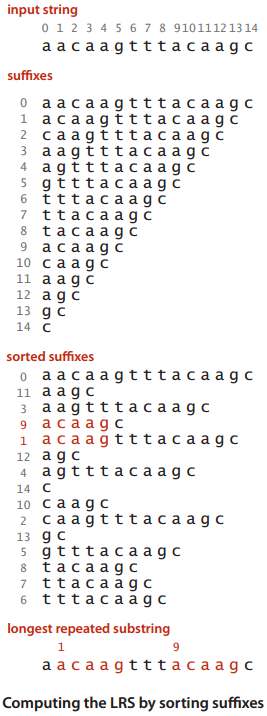 input string
0 1 2 3 4 5 6 7 8 9 10 11 12 13 14
a a c a a g t t t a c a a g c
suffixes
0 a a c a a g t t t a c a a g c
1 a c a a g t t t a c a a g c
2 c a a g t t t a c a a g c
3 a a g t t t a c a a g c
4 a g t t t a c a a g c
5 g t t t a c a a g c
6 t t t a c a a g c
7 t t a c a a g c
8 t a c a a g c
9 a c a a g c
10 c a a g c
11 a a g c
12 a g c
13 g c
14 c
sorted suffixes
0 a a c a a g t t t a c a a g c
11 a a g c
3 a a g t t t a c a a g c
9 a c a a g c
1 a c a a g t t t a c a a g c
12 a g c
4 a g t t t a c a a g c
14 c
10 c a a g c
2 c a a g t t t a c a a g c
13 g c
5 g t t t a c a a g c
8 t a c a a g c
7 t t a c a a g c
6 t t t a c a a g c
longest repeated substring
1 9
a a c a a g t t t a c a a g c
Computing the LRS by sorting suffixes